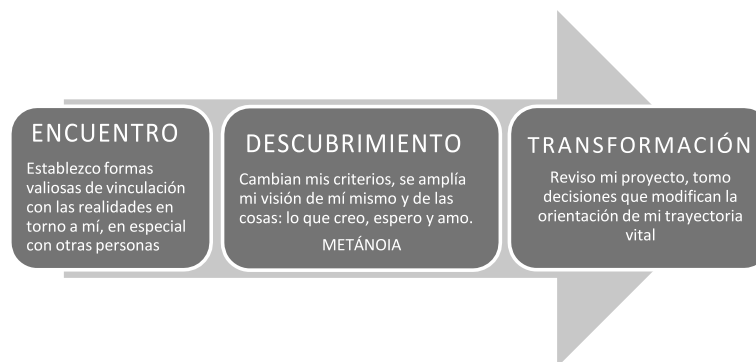 ENCUENTRO
Establezco formas
valiosas de vinculación
con las realidades en
torno a mí, en especial
con otras personas
DESCUBRIMIENTO
Cambian mis criterios, se amplía
mi visión de mí mismo y de las
cosas: lo que creo, espero y amo.
METÁNOIA
TRANSFORMACIÓN
Reviso mi proyecto, tomo
decisiones que modifican la
orientación de mi trayectoria
vital